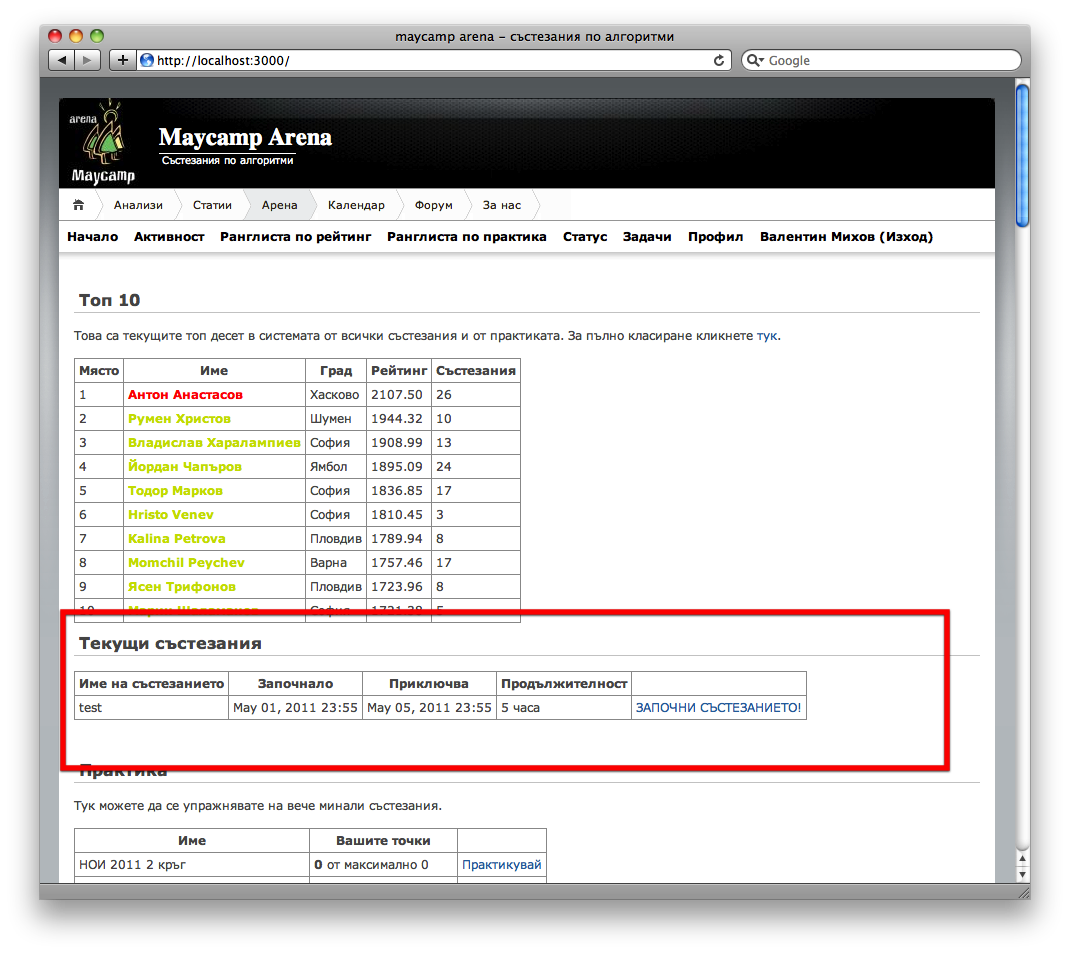 maycamp arena – състезания по алгоритми
http://localhost:3000/
Google
arena
Maycamp
Maycamp Arena
Състезания по алгоритми
Анализи Статии Арена Календар Форум За нас
Начало Активност Ранглиста по рейтинг Ранглиста по практика Статус Задачи Профил Валентин Михов (Изход)
Топ 10
Това са текущите топ десет в системата от всички състезания и от практиката. За пълно класиране кликнете тук.
Място Име Град Рейтинг Състезания
1 Антон Анастасов Хасково 2107.50 26
2 Румен Христов Шумен 1944.32 10
3 Владислав Харалампиев София 1908.99 13
4 Йордан Чапъров Ямбол 1895.09 24
5 Тодор Марков София 1836.85 17
6 Hristo Venev София 1810.45 3
7 Kalina Petrova Пловдив 1789.94 8
8 Momchil Peychev Варна 1757.46 17
9 Ясен Трифонов Пловдив 1723.96 8
10 София
Текущи състезания
Име на състезанието Започнало Приключва Продължителност
test May 01, 2011 23:55 May 05, 2011 23:55 5 часа ЗАПОЧНИ СЪСТЕЗАНИЕТО!
Практика
Тук можете да се упражнявате на вече минали състезания.
Име Вашите точки
НОИ 2011 2 кръг 0 от максимално 0 Практикувай